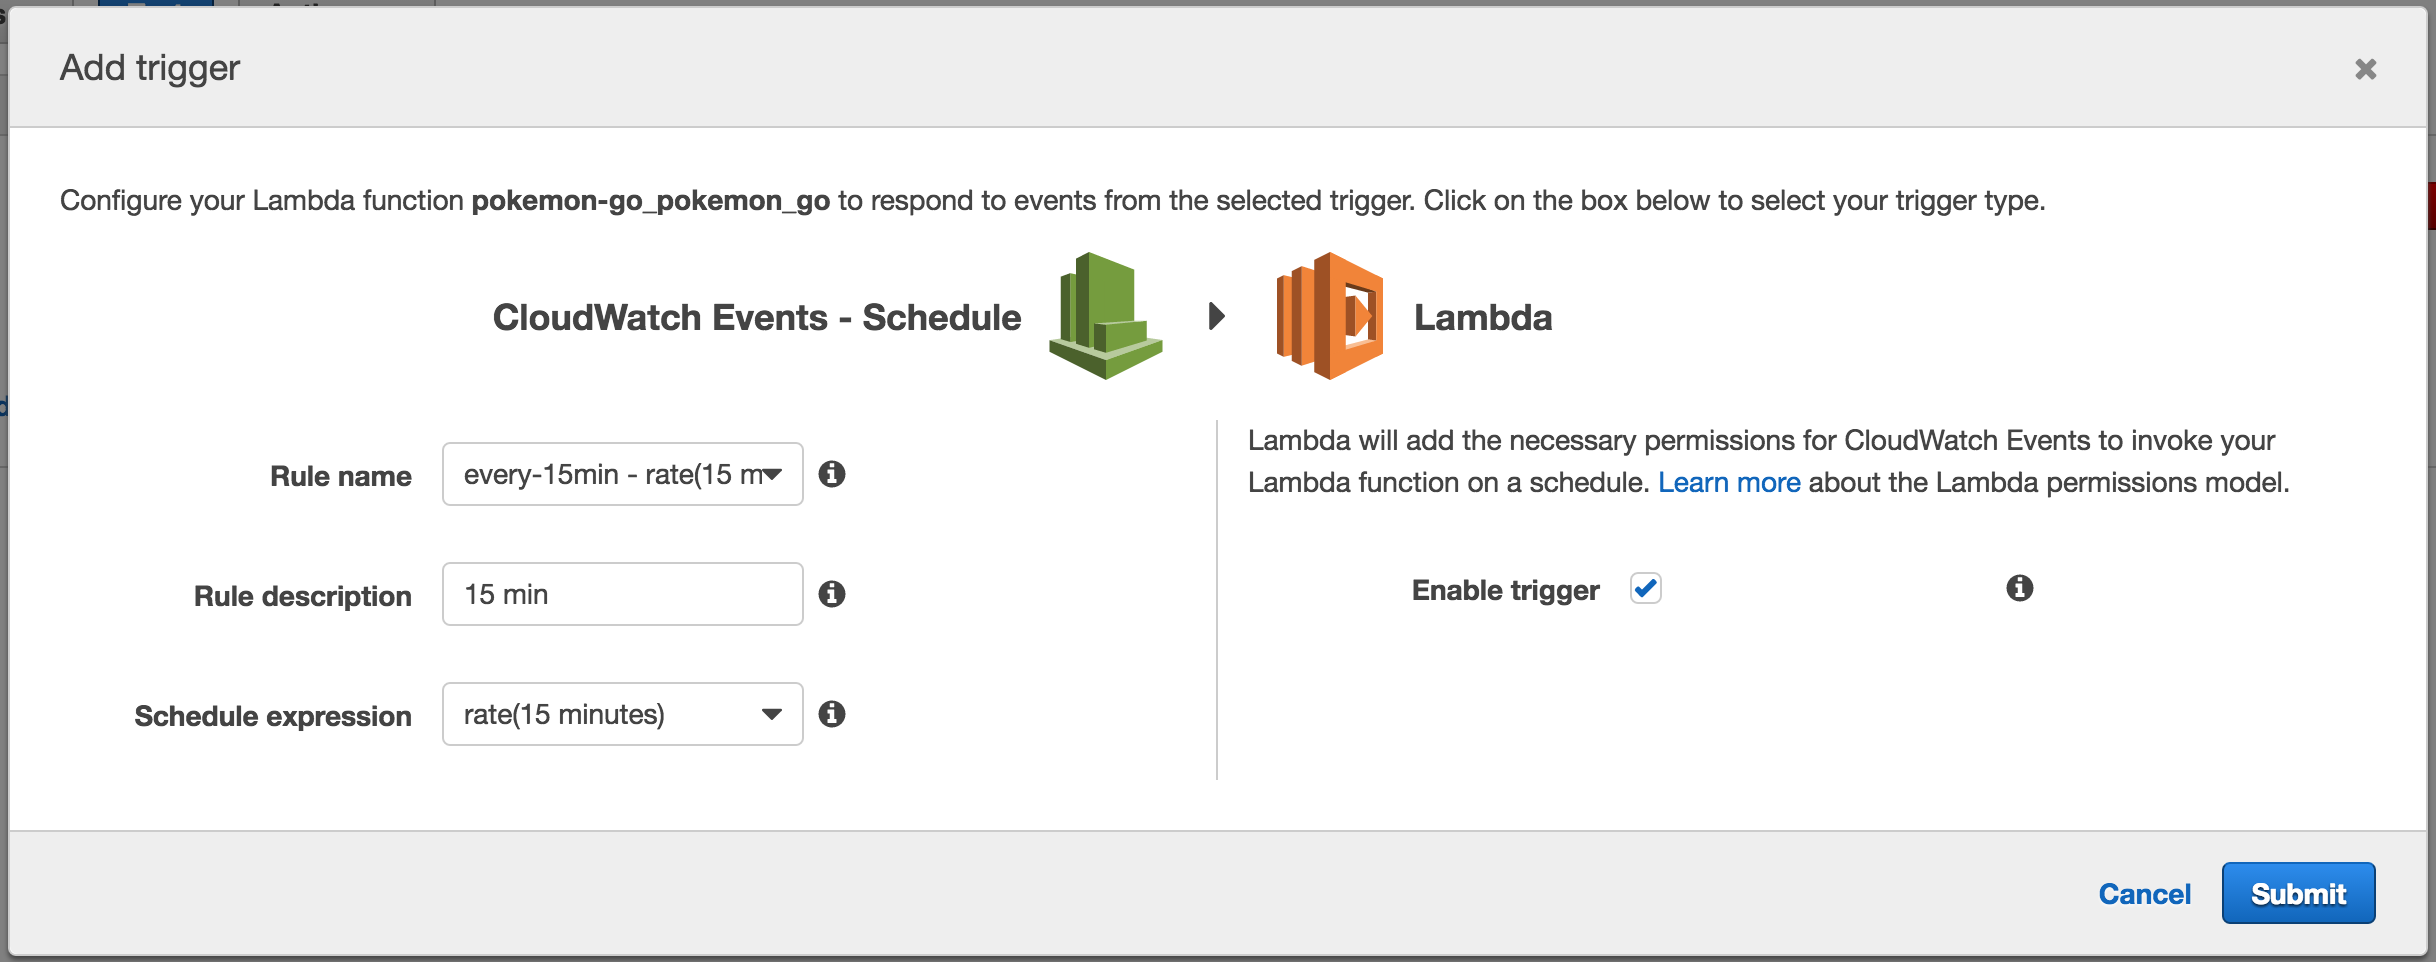 Add trigger
Configure your Lambda function pokemon-go_pokemon_go to respond to events from the selected trigger. Click on the box below to select your trigger type.
CloudWatch Events - Schedule
Lambda
Rule name
every-15min - rate(15 m
Rule description
15 min
Schedule expression
rate(15 minutes)
Lambda will add the necessary permissions for CloudWatch Events to invoke your
Lambda function on a schedule. Learn more about the Lambda permissions model.
Enable trigger
Cancel
Submit